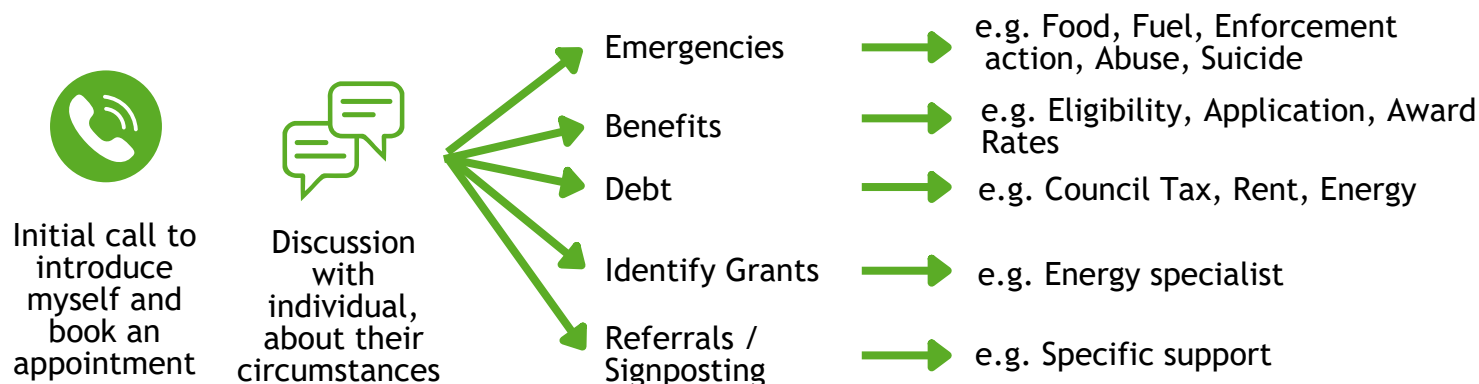 Initial call to
introduce
myself and
book an
appointment
Discussion
with
individual,
about their
circumstances
Emergencies
e.g. Food, Fuel, Enforcement
action, Abuse, Suicide
Benefits
e.g. Eligibility, Application, Award
Rates
Debt
e.g. Council Tax, Rent, Energy
Identify Grants
e.g. Energy specialist
Referrals /
Signposting
e.g. Specific support